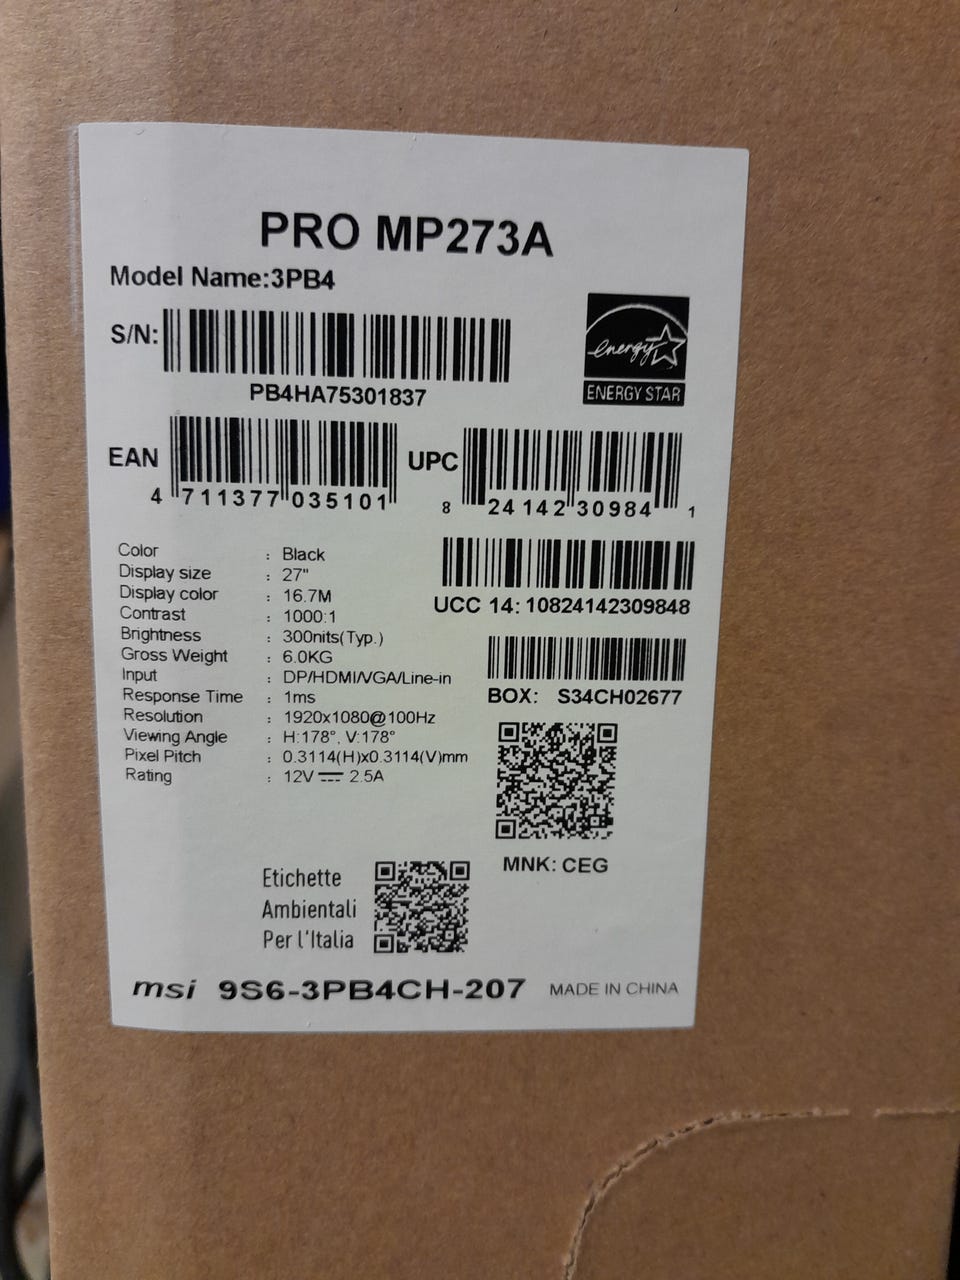 PRO MP273A
Model Name:3PB4
S/N:
PB4HA75301837
energy
ENERGY STAR
EAN
4 711377 035101
UPC
8 24142 30984 1
Color : Black
Display size : 27"
Display color : 16.7M
Contrast : 1000:1
Brightness : 300nits(Typ.)
Gross Weight : 6.0KG
Input : DP/HDMI/VGA/Line-in
Response Time : 1ms
Resolution : 1920x1080@100Hz
Viewing Angle : H:178°, V:178°
Pixel Pitch : 0.3114(H)x0.3114(V)mm
Rating : 12V ⎓ 2.5A
UCC 14: 10824142309848
BOX: S34CH02677
MNK: CEG
Etichette
Ambientali
Per l'Italia
msi 9S6-3PB4CH-207 MADE IN CHINA